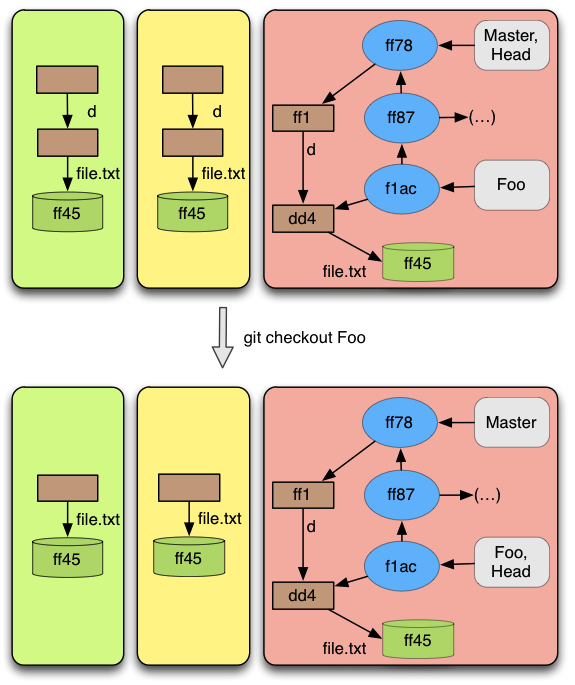 d
file.txt
ff45
d
file.txt
ff45
ff78
Master,
Head
ff1
ff87
(...)
d
f1ac
Foo
dd4
file.txt
ff45
git checkout Foo
file.txt
ff45
file.txt
ff45
ff78
Master
ff1
ff87
(...)
d
f1ac
Foo,
Head
dd4
file.txt
ff45